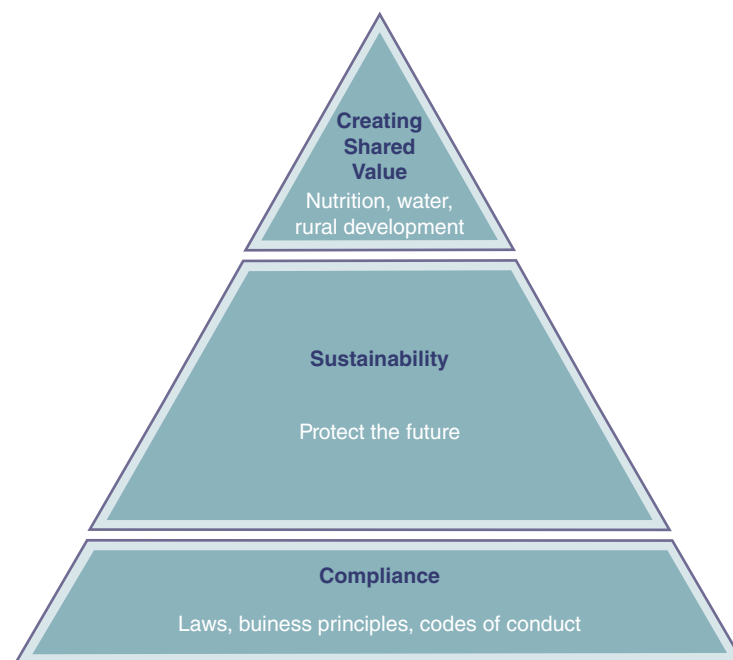 Creating
Shared
Value
Nutrition, water,
rural development
Sustainability
Protect the future
Compliance
Laws, buiness principles, codes of conduct